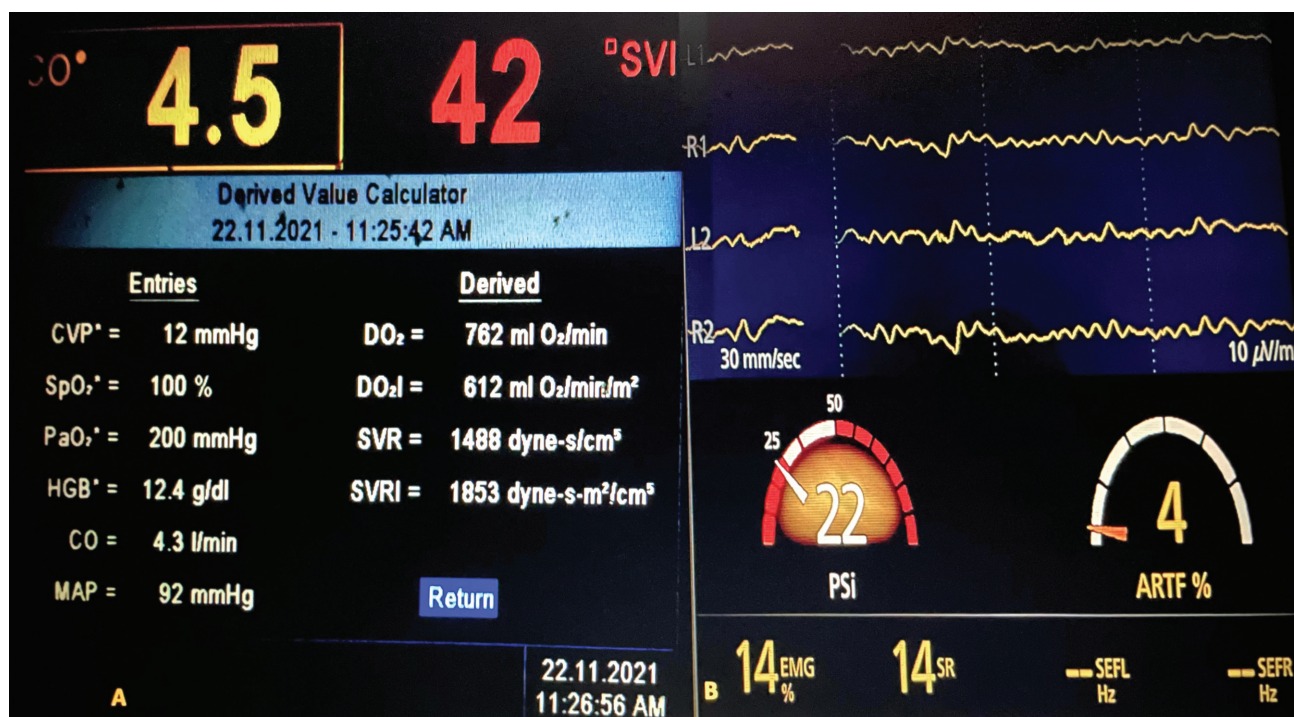 CO
4.5
42
SVI
Derived Value Calculator
22.11.2021 - 11:25:42 AM
Entries
Derived
CVP* = 12 mmHg
DO₂ = 762 ml O₂/min
SpO₂* = 100 %
DO₂I = 612 ml O₂/min/m²
PaO₂* = 200 mmHg
SVR = 1488 dyne-s/cm⁵
HGB* = 12.4 g/dl
SVRI = 1853 dyne-s-m²/cm⁵
CO = 4.3 l/min
MAP = 92 mmHg
Return
22.11.2021
11:26:56 AM
A
L1
R1
L2
R2
30 mm/sec
10 µV/m
50
25
22
PSi
4
ARTF %
B
14 EMG %
14 SR
-- SEFL Hz
-- SEFR Hz